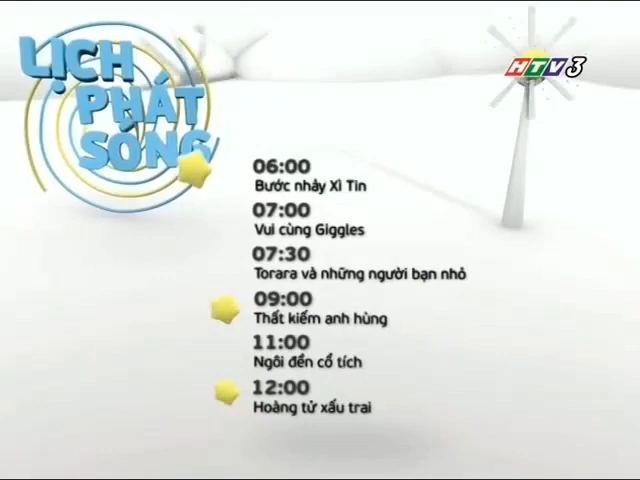 LỊCH
PHÁT
SÓNG
HTV3
06:00
Bước nhảy Xì Tin
07:00
Vui cùng Giggles
07:30
Torara và những người bạn nhỏ
09:00
Thất kiếm anh hùng
11:00
Ngôi đền cổ tích
12:00
Hoàng tử xấu trai